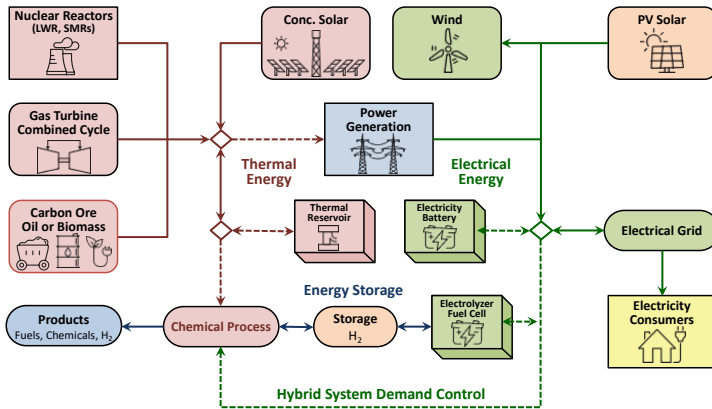 Nuclear Reactors
(LWR, SMRs)
Conc. Solar
Wind
PV Solar
Gas Turbine
Combined Cycle
Power
Generation
Thermal
Energy
Electrical
Energy
Carbon Ore
Oil or Biomass
Thermal
Reservoir
Electricity
Battery
Electrical Grid
Energy Storage
Products
Fuels, Chemicals, H₂
Chemical Process
Storage
H₂
Electrolyzer
Fuel Cell
Electricity
Consumers
Hybrid System Demand Control